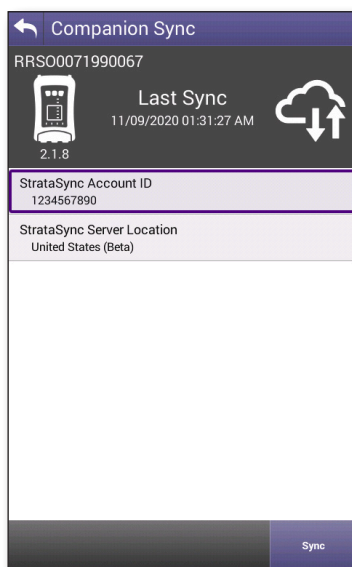 Companion Sync
RRSO0071990067
Last Sync
11/09/2020 01:31:27 AM
2.1.8
StrataSync Account ID
1234567890
StrataSync Server Location
United States (Beta)
Sync